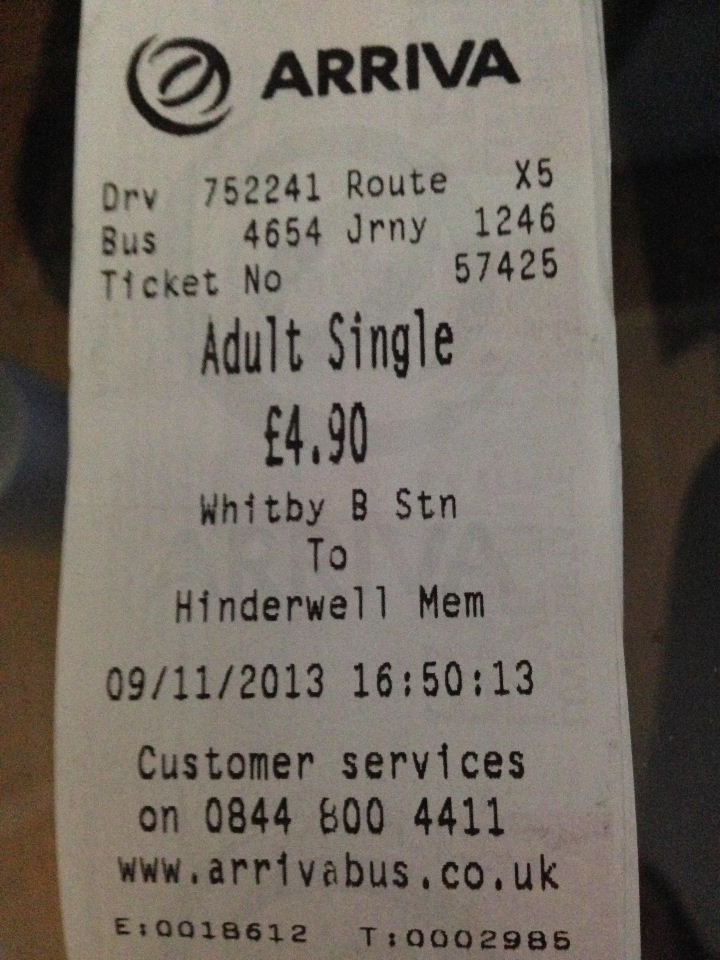 ARRIVA
Drv 752241 Route X5
Bus 4654 Jrny 1246
Ticket No 57425
Adult Single
£4.90
Whitby B Stn
To
Hinderwell Mem
09/11/2013 16:50:13
Customer services
on 0844 800 4411
www.arrivabus.co.uk
E:0018612 T:0002985